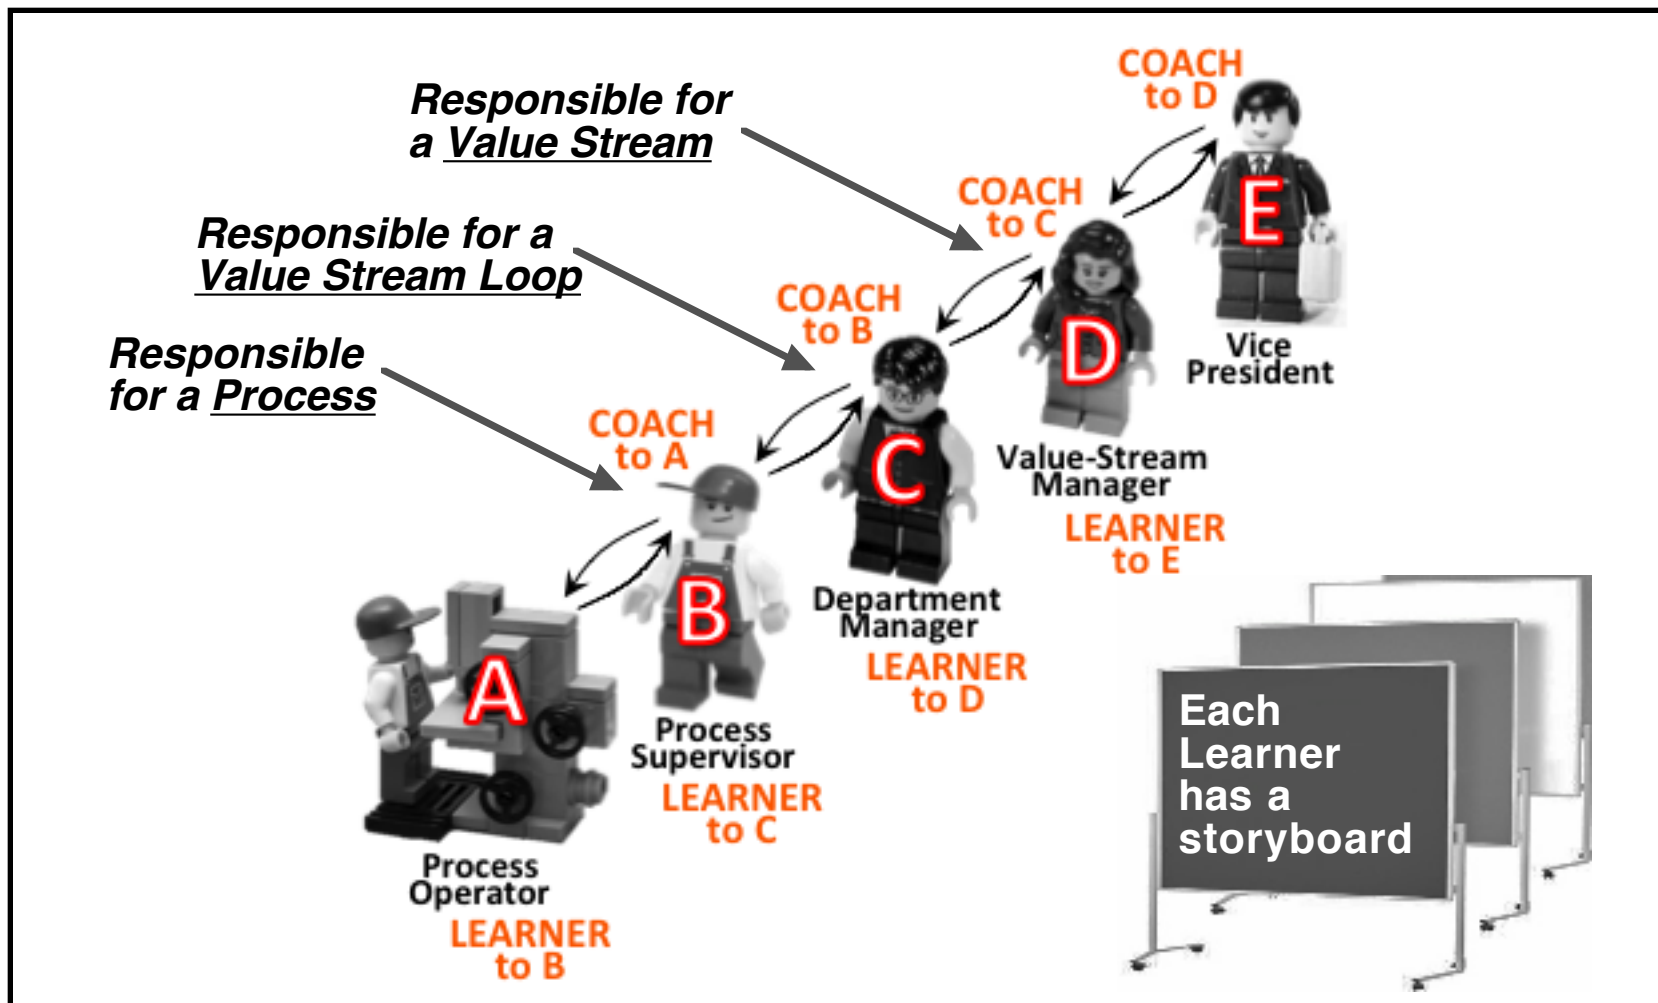 Responsible for
a Value Stream
Responsible for a
Value Stream Loop
Responsible
for a Process
COACH
to D
E
Vice
President
COACH
to C
D
Value-Stream
Manager
LEARNER
to E
COACH
to B
C
Department
Manager
LEARNER
to D
COACH
to A
B
Process
Supervisor
LEARNER
to C
A
Process
Operator
LEARNER
to B
Each
Learner
has a
storyboard